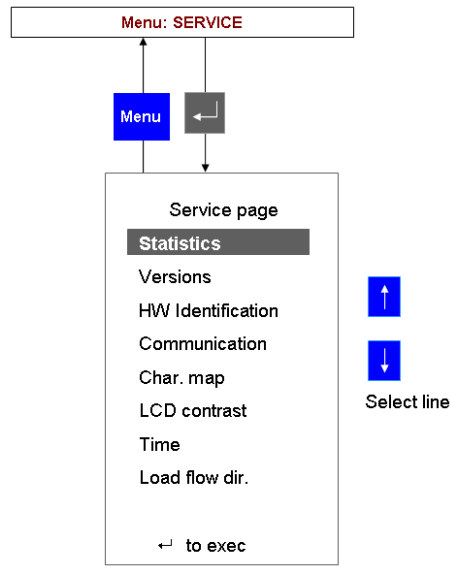 Menu: SERVICE
Menu
Service page
Statistics
Versions
HW Identification
Communication
Char. map
LCD contrast
Select line
Time
Load flow dir.
↵ to exec